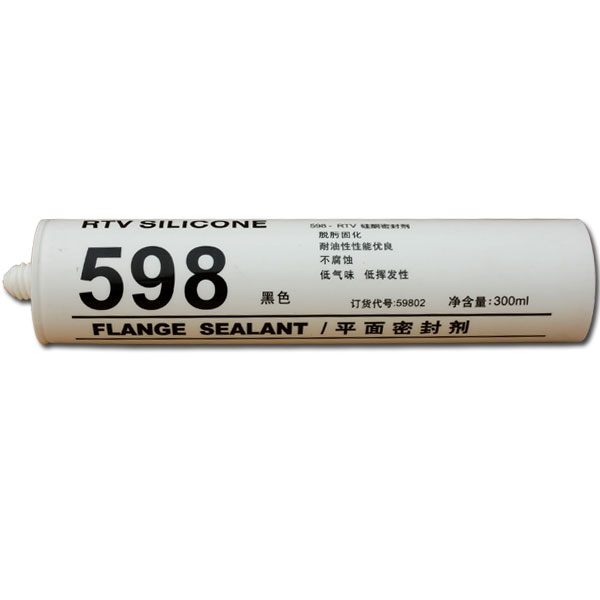 RTV SILICONE
598
黑色
598 - RTV 硅酮密封剂
脱肟固化
耐油性性能优良
不腐蚀
低气味 低挥发性
订货代号:59802 净含量:300ml
FLANGE SEALANT / 平面密封剂